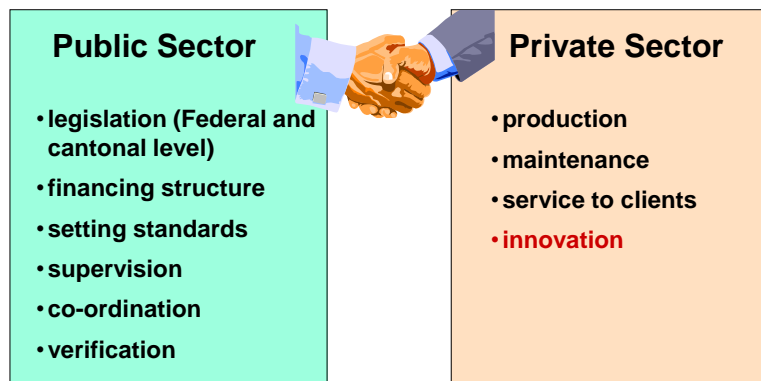 Public Sector
• legislation (Federal and
cantonal level)
• financing structure
• setting standards
• supervision
• co-ordination
• verification
Private Sector
• production
• maintenance
• service to clients
• innovation